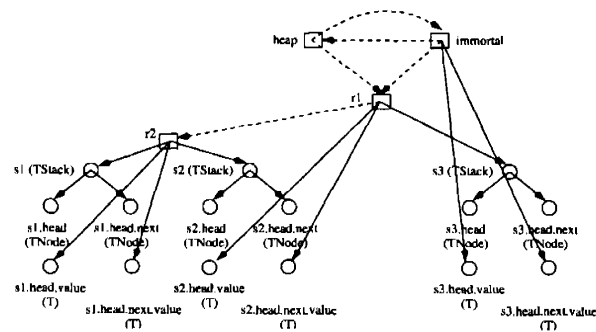 heap
immortal
r1
r2
s1 (TStack)
s2 (TStack)
s3 (TStack)
s1.head
(TNode)
s1.head.next
(TNode)
s2.head
(TNode)
s2.head.next
(TNode)
s3.head
(TNode)
s3.head.next
(TNode)
s1.head.value
(T)
s1.head.next.value
(T)
s2.head.value
(T)
s2.head.next.value
(T)
s3.head.value
(T)
s3.head.next.value
(T)